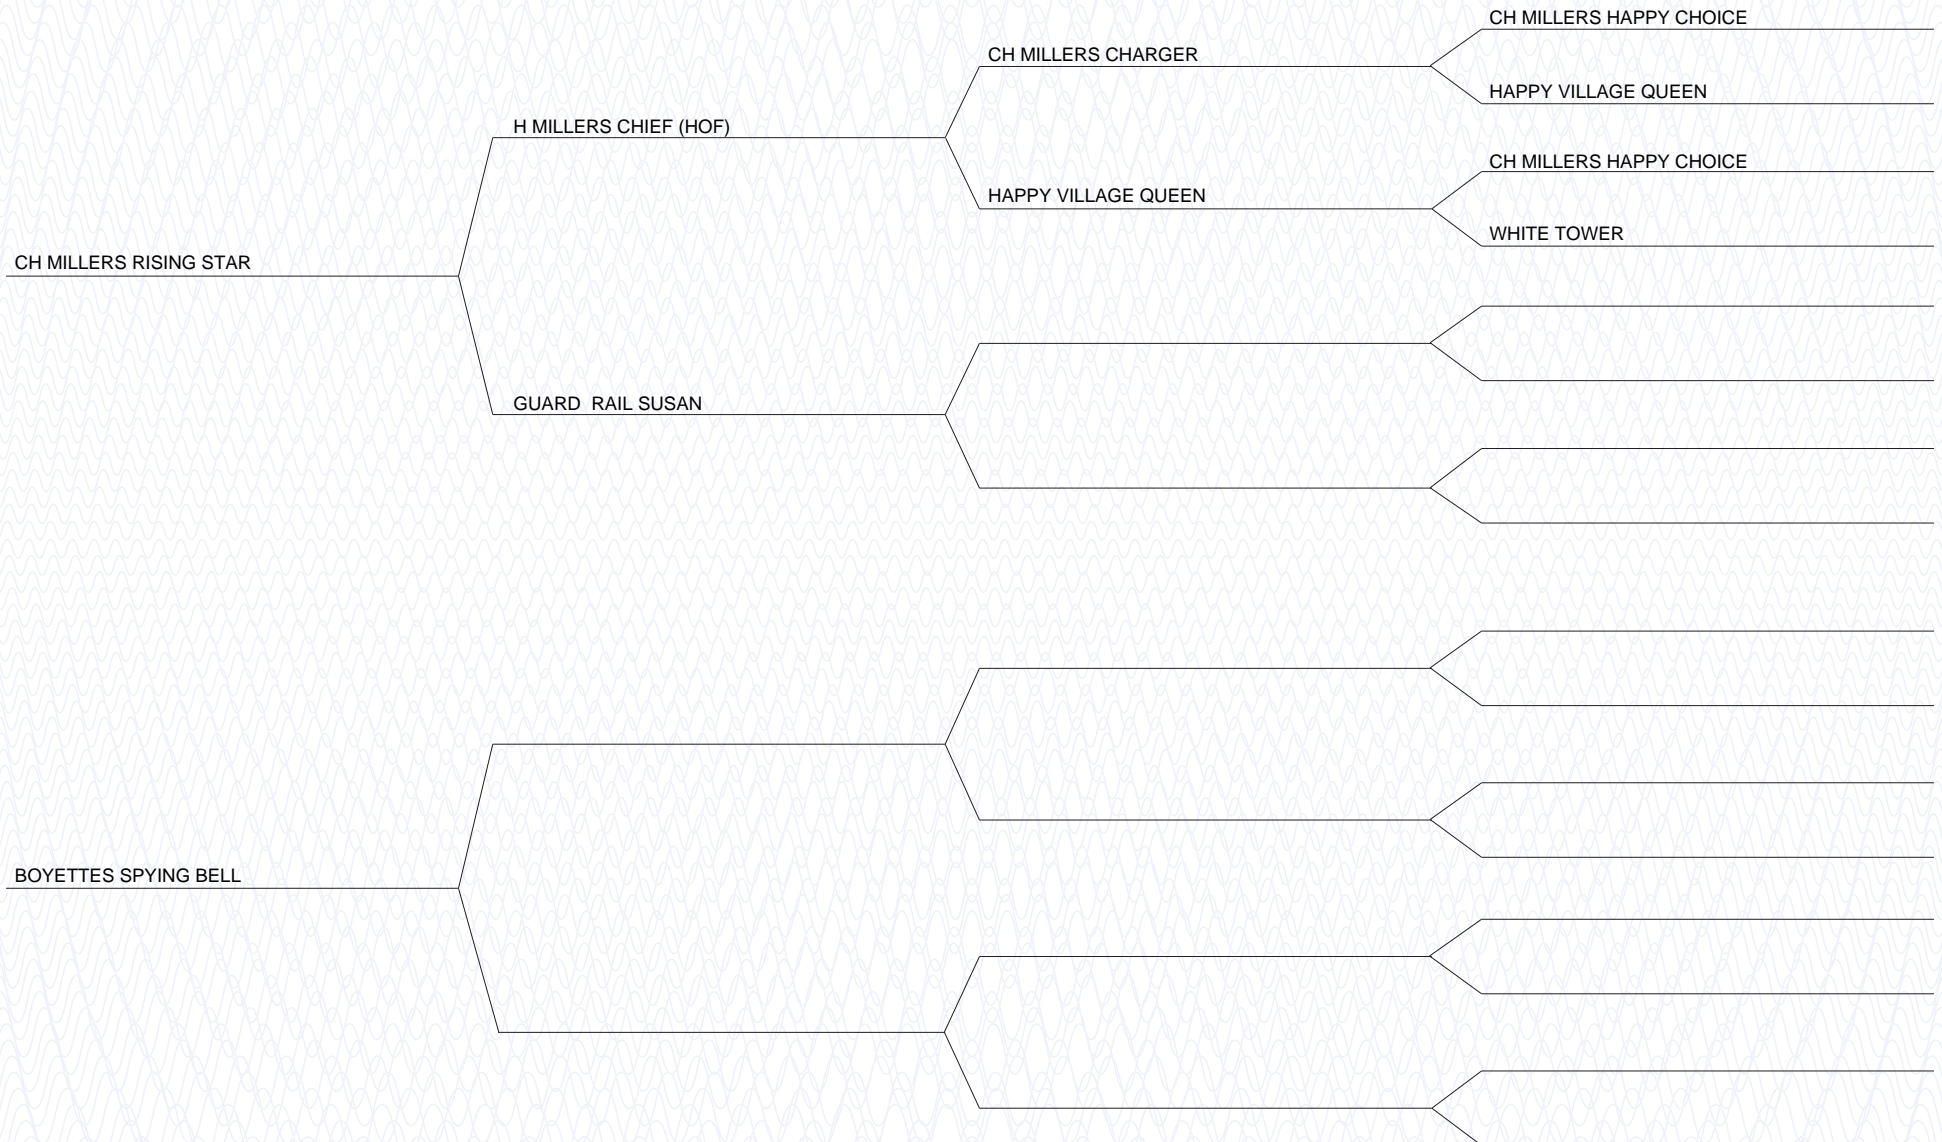 CH MILLERS HAPPY CHOICE
CH MILLERS CHARGER
HAPPY VILLAGE QUEEN
H MILLERS CHIEF (HOF)
CH MILLERS HAPPY CHOICE
HAPPY VILLAGE QUEEN
WHITE TOWER
CH MILLERS RISING STAR
GUARD  RAIL SUSAN
BOYETTES SPYING BELL